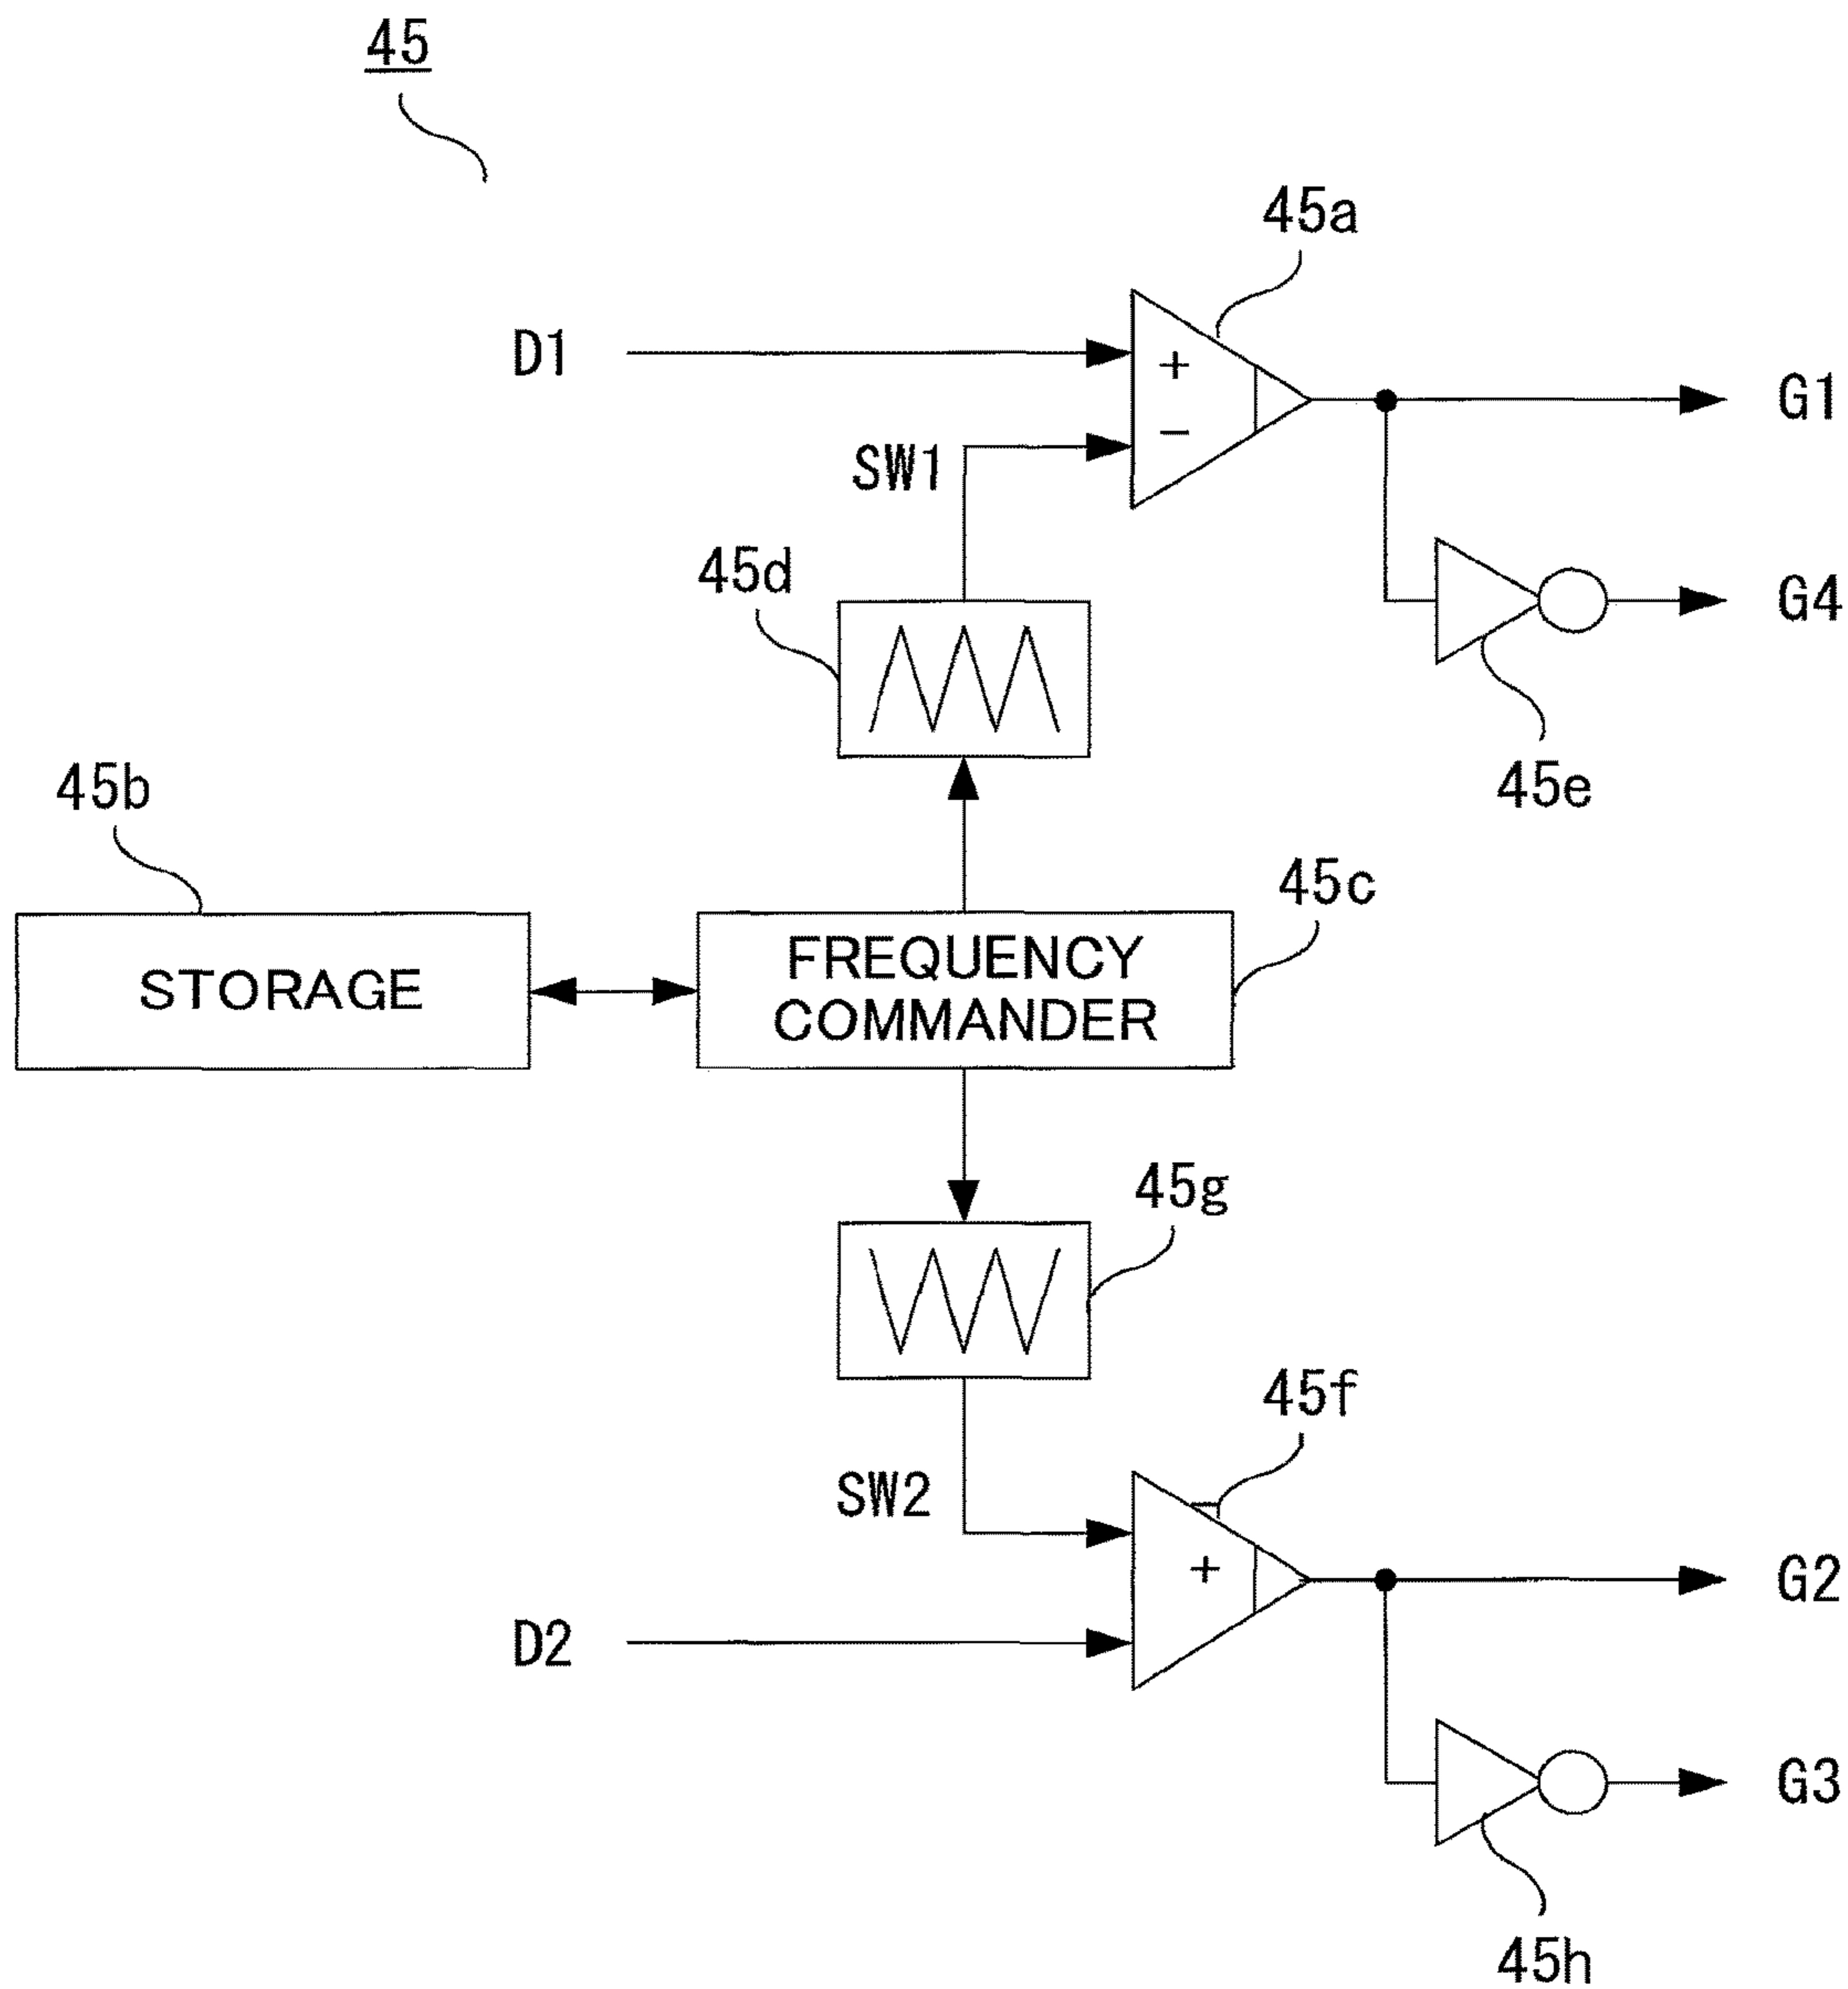 45
45a
D1
+
G1
−
SW1
45d
G4
45e
45b
45c
STORAGE
FREQUENCY
COMMANDER
45g
45f
SW2
+
G2
D2
G3
45h